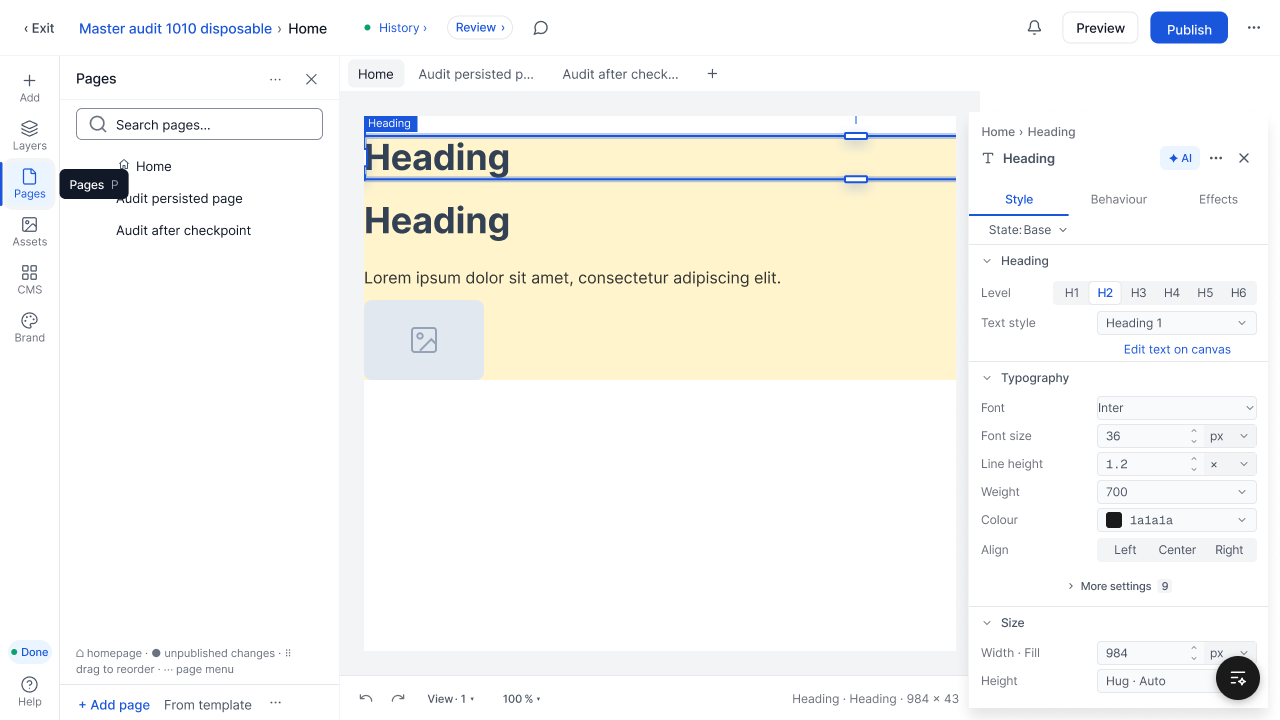 ‹ Exit
Master audit 1010 disposable › Home
History ›
Review ›
Preview
Publish
Add
Layers
Pages
Assets
CMS
Brand
Done
Help
Pages
Search pages...
Home
Pages P
Audit persisted page
Audit after checkpoint
homepage · ● unpublished changes · ⠿
drag to reorder · ··· page menu
+ Add page
From template
Home
Audit persisted p...
Audit after check...
Heading
Heading
Heading
Lorem ipsum dolor sit amet, consectetur adipiscing elit.
View · 1
100 %
Heading · Heading · 984 × 43
Home › Heading
Heading
AI
Style
Behaviour
Effects
State: Base
Heading
Level
H1 H2 H3 H4 H5 H6
Text style
Heading 1
Edit text on canvas
Typography
Font
Inter
Font size
36
px
Line height
1.2
×
Weight
700
Colour
1a1a1a
Align
Left Center Right
More settings 9
Size
Width · Fill
984
px
Height
Hug · Auto